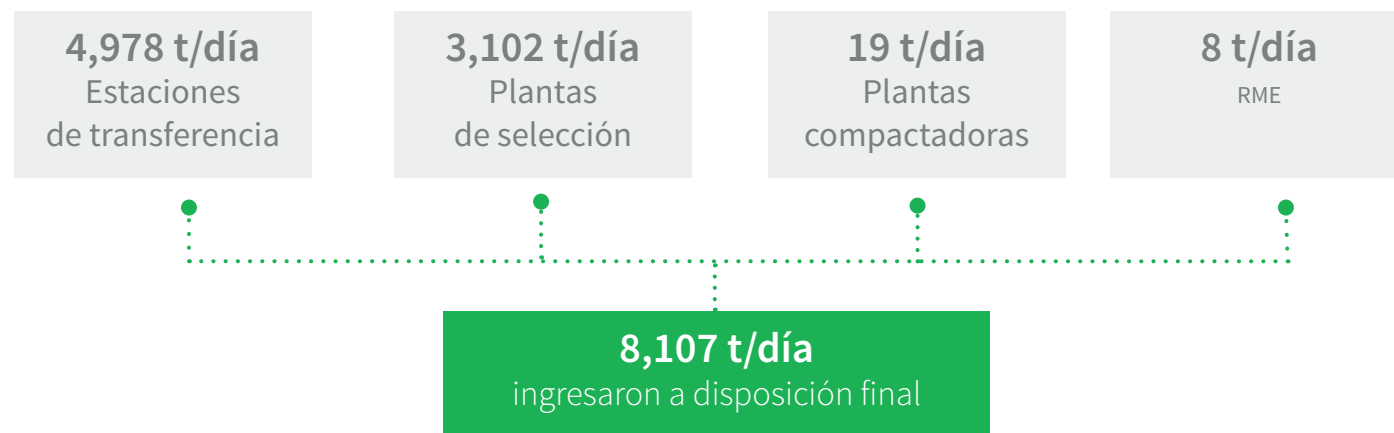 4,978 t/día
Estaciones
de transferencia
3,102 t/día
Plantas
de selección
19 t/día
Plantas
compactadoras
8 t/día
RME
8,107 t/día
ingresaron a disposición final